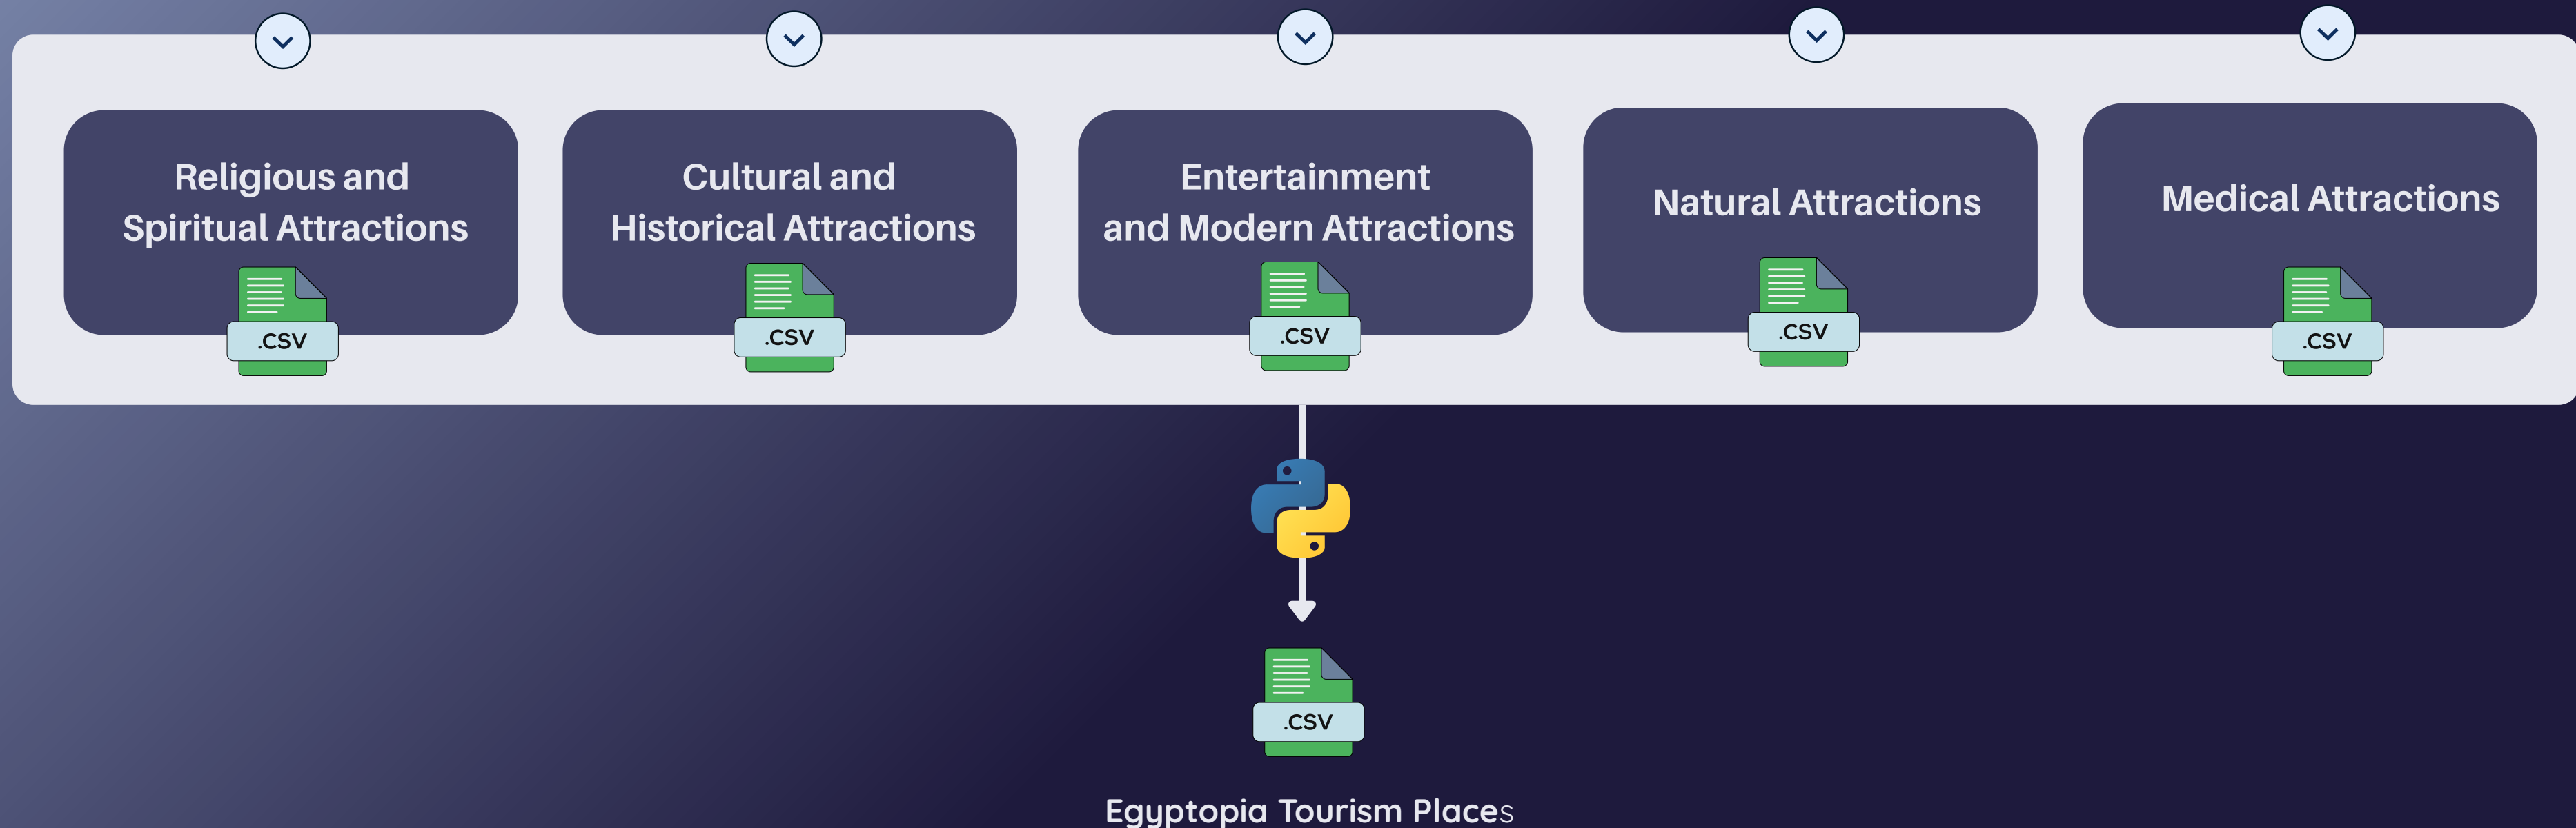 Religious and
Spiritual Attractions
.CSV
Cultural and
Historical Attractions
.CSV
Entertainment
and Modern Attractions
.CSV
Natural Attractions
.CSV
Medical Attractions
.CSV
.CSV
Egyptopia Tourism Places